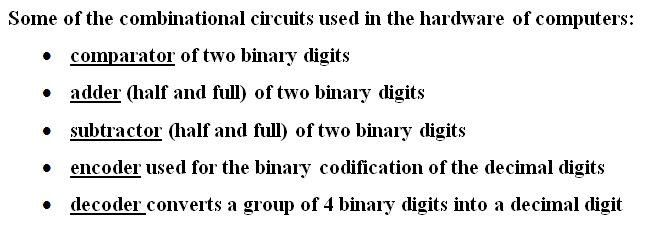 Some of the combinational circuits used in the hardware of computers:
• comparator of two binary digits
• adder (half and full) of two binary digits
• subtractor (half and full) of two binary digits
• encoder used for the binary codification of the decimal digits
• decoder converts a group of 4 binary digits into a decimal digit